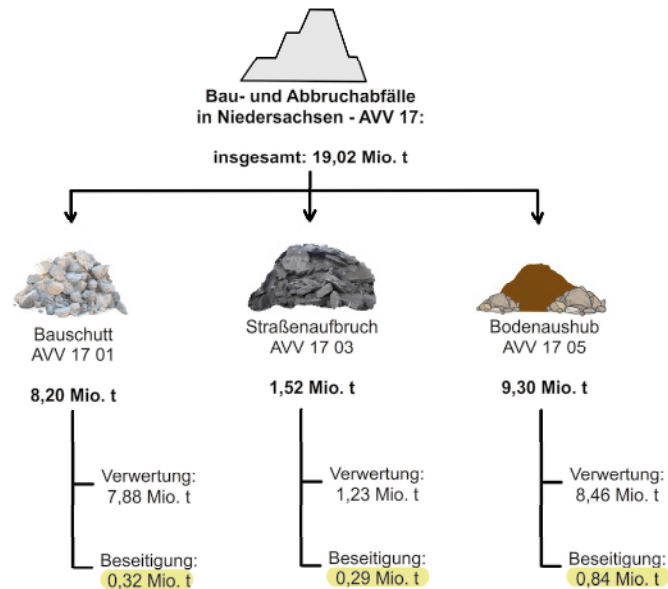 Bau- und Abbruchabfälle
in Niedersachsen - AVV 17:
insgesamt: 19,02 Mio. t
Bauschutt
AVV 17 01
8,20 Mio. t
Verwertung:
7,88 Mio. t
Beseitigung:
0,32 Mio. t
Straßenaufbruch
AVV 17 03
1,52 Mio. t
Verwertung:
1,23 Mio. t
Beseitigung:
0,29 Mio. t
Bodenaushub
AVV 17 05
9,30 Mio. t
Verwertung:
8,46 Mio. t
Beseitigung:
0,84 Mio. t